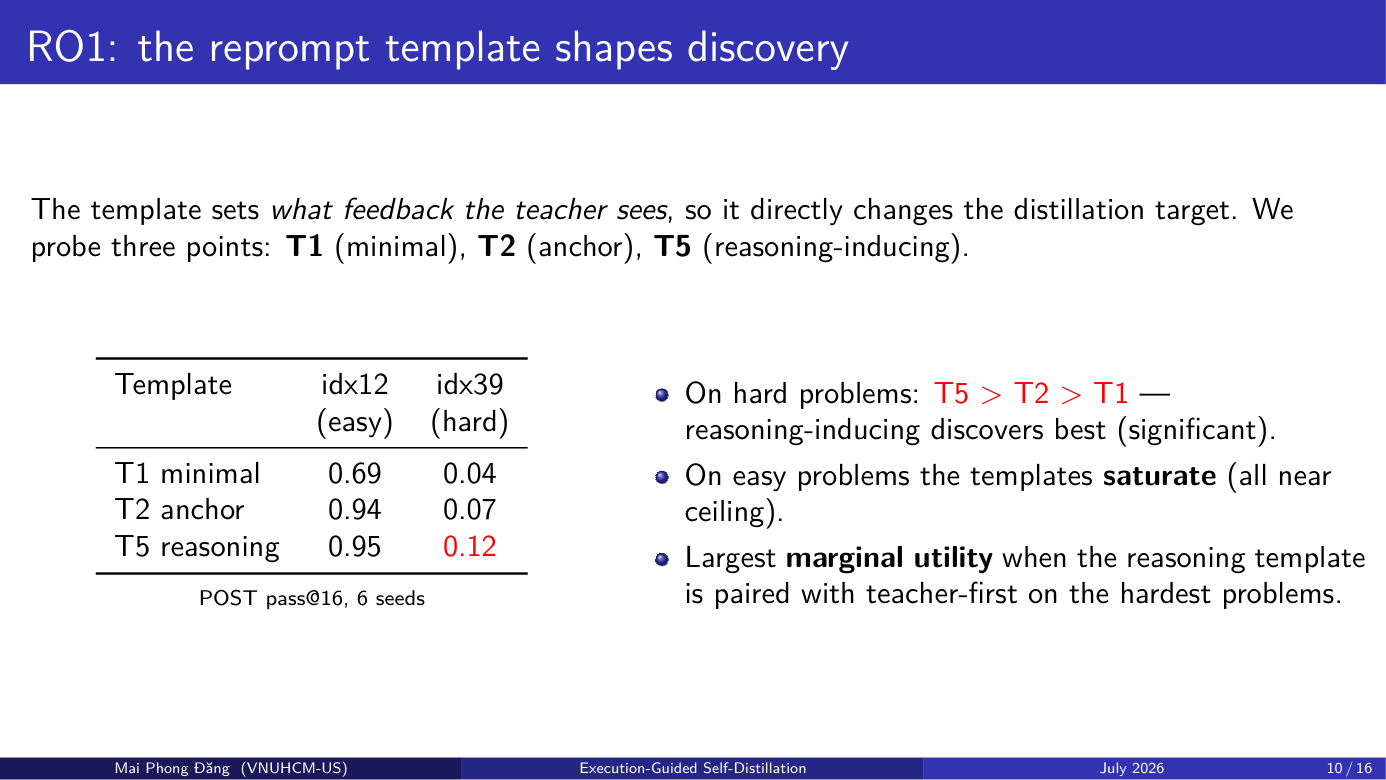 RO1: the reprompt template shapes discovery
The template sets what feedback the teacher sees, so it directly changes the distillation target. We
probe three points: T1 (minimal), T2 (anchor), T5 (reasoning-inducing).
Template idx12 idx39
(easy) (hard)
T1 minimal 0.69 0.04
T2 anchor 0.94 0.07
T5 reasoning 0.95 0.12
POST pass@16, 6 seeds
On hard problems: T5 > T2 > T1 —
reasoning-inducing discovers best (significant).
On easy problems the templates saturate (all near
ceiling).
Largest marginal utility when the reasoning template
is paired with teacher-first on the hardest problems.
Mai Phong Đăng (VNUHCM-US) Execution-Guided Self-Distillation July 2026 10 / 16